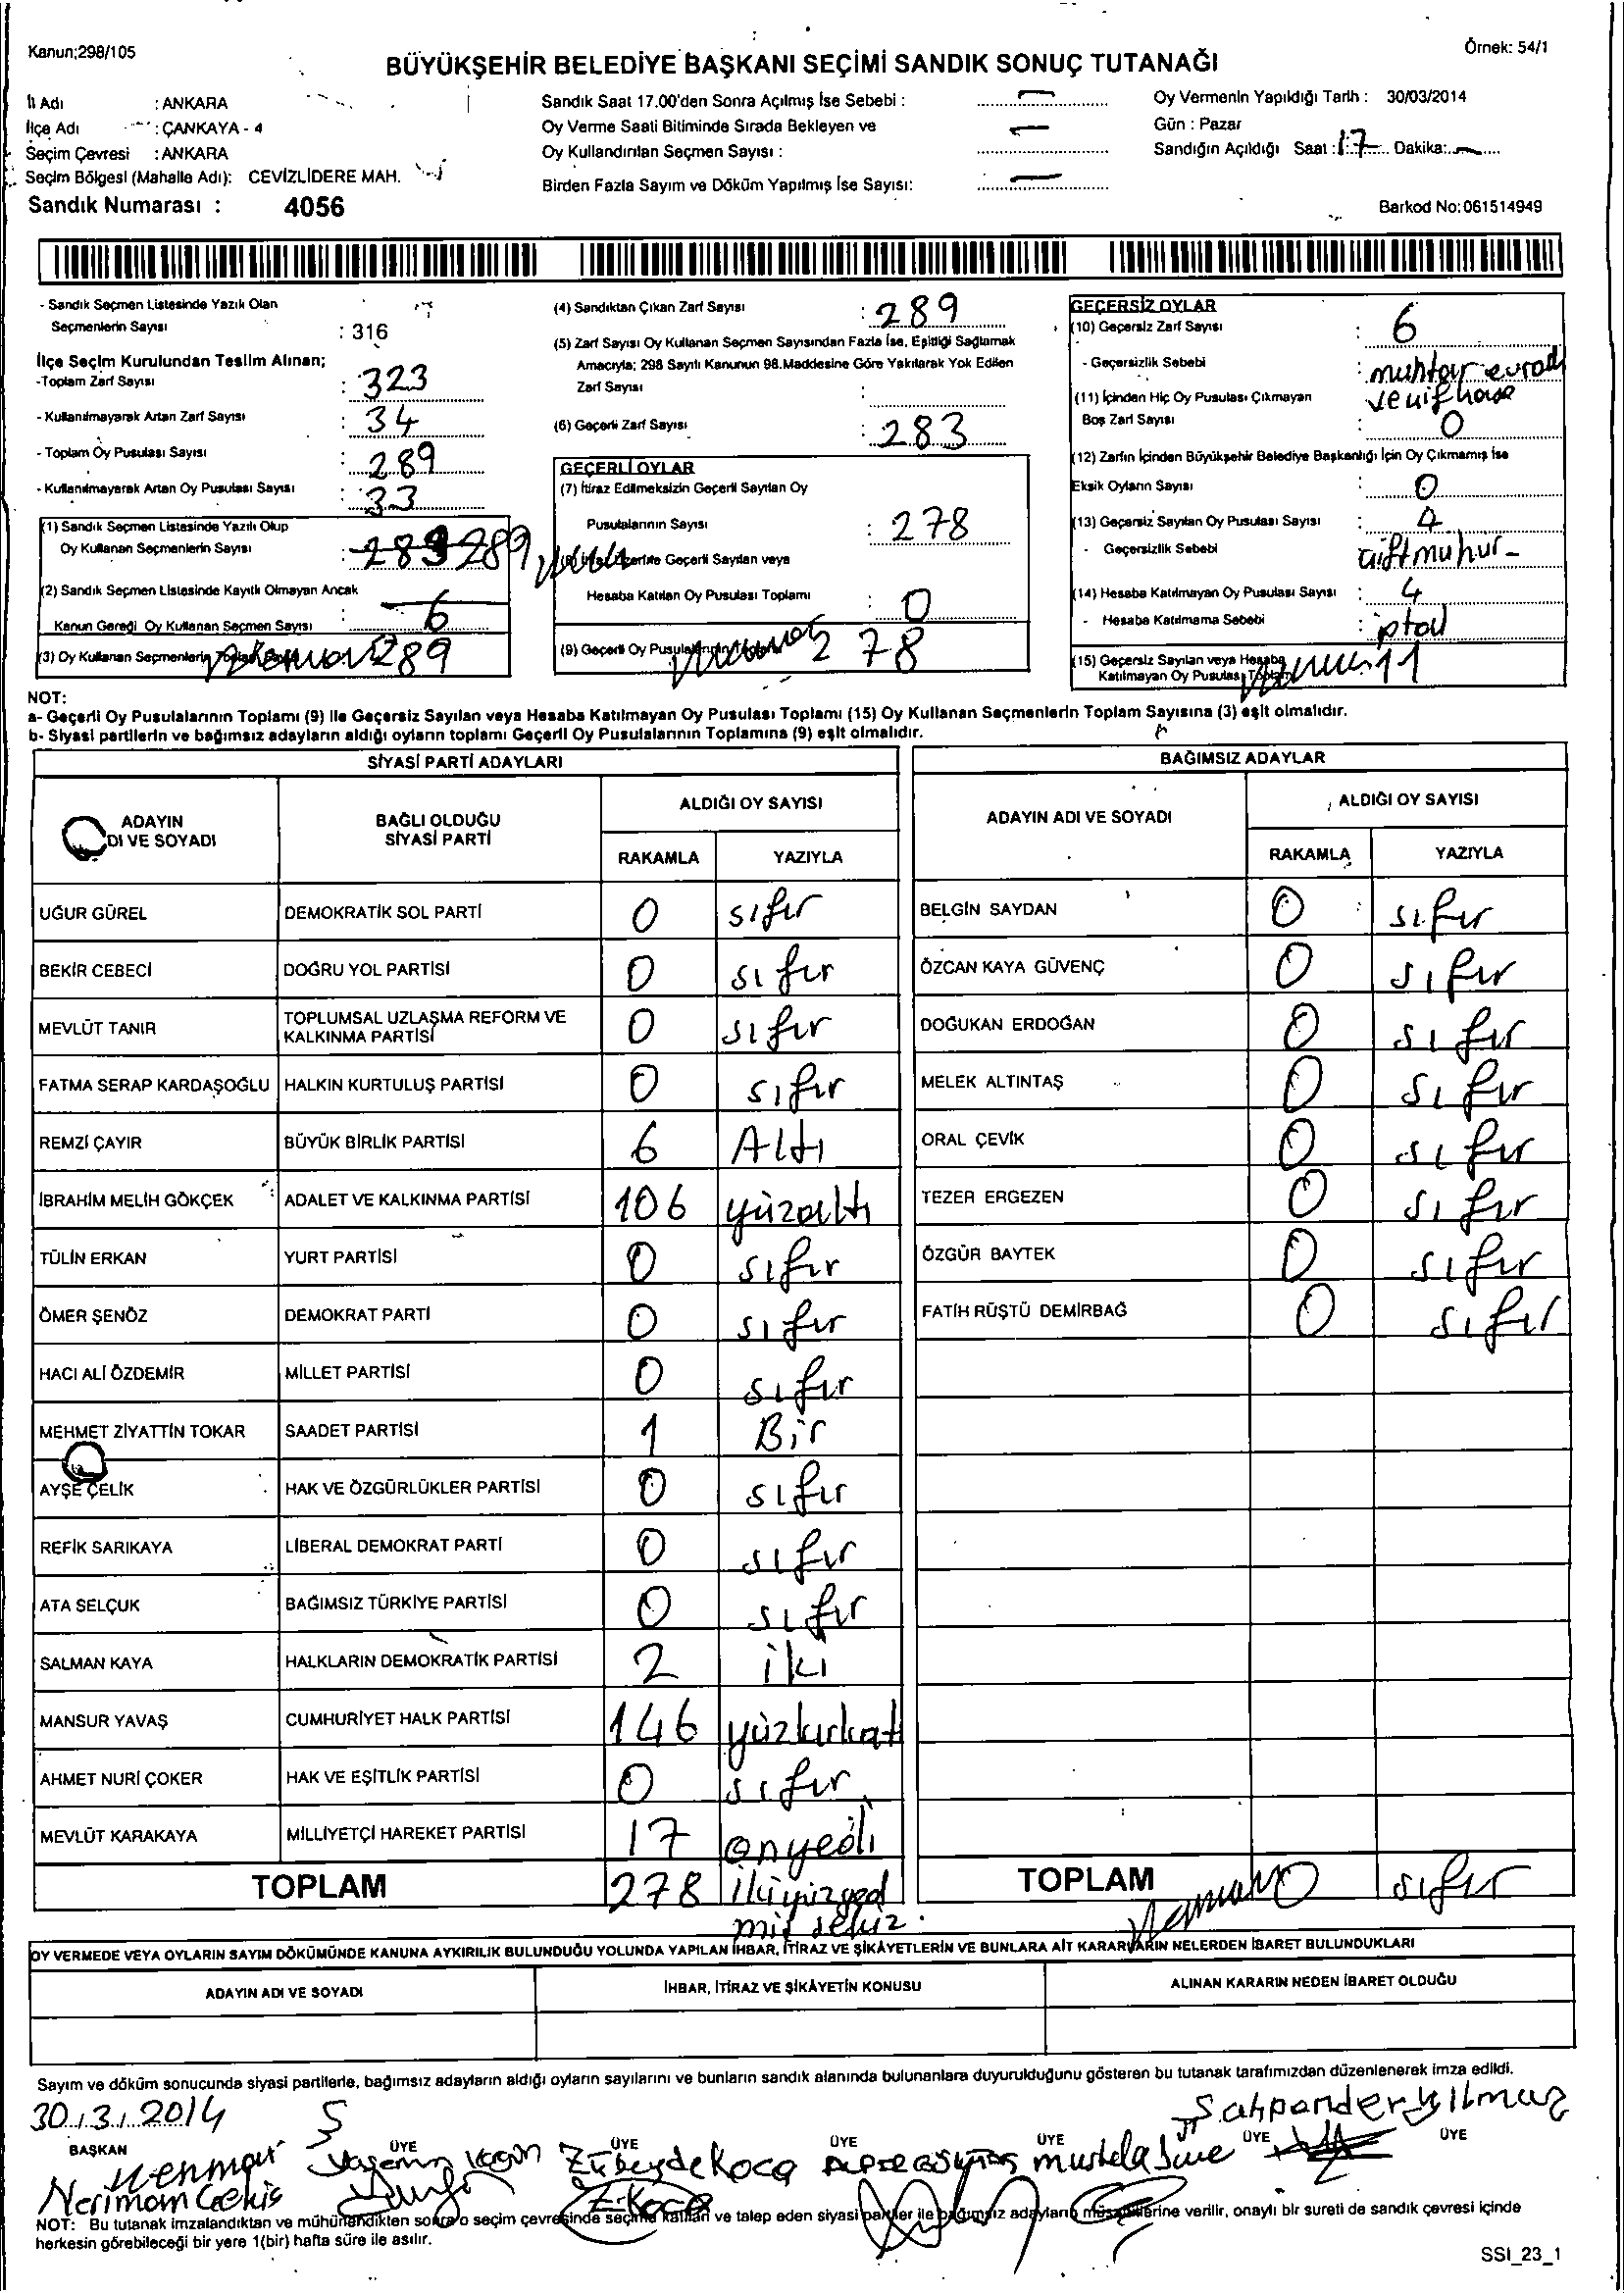 Kanun;298/105
Örnek: 54/1
BÜYÜKŞEHİR BELEDİYE BAŞKANI SEÇİMİ SANDIK SONUÇ TUTANAĞI
İl Adı : ANKARA
İlçe Adı : ÇANKAYA - 4
Seçim Çevresi : ANKARA
Seçim Bölgesi (Mahalle Adı): CEVİZLİDERE MAH.
Sandık Numarası : 4056
Sandık Saat 17.00'den Sonra Açılmış İse Sebebi : —
Oy Verme Saati Bitiminde Sırada Bekleyen ve
Oy Kullandırılan Seçmen Sayısı : —
Birden Fazla Sayım ve Döküm Yapılmış İse Sayısı: —
Oy Vermenin Yapıldığı Tarih : 30/03/2014
Gün : Pazar
Sandığın Açıldığı Saat : 17 Dakika: —
Barkod No: 061514949
- Sandık Seçmen Listesinde Yazılı Olan
Seçmenlerin Sayısı : 316
İlçe Seçim Kurulundan Teslim Alınan;
-Toplam Zarf Sayısı : 323
- Kullanılmayarak Artan Zarf Sayısı : 34
- Toplam Oy Pusulası Sayısı : 289
- Kullanılmayarak Artan Oy Pusulası Sayısı : 33
(1) Sandık Seçmen Listesinde Yazılı Olup
Oy Kullanan Seçmenlerin Sayısı : 283 289
(2) Sandık Seçmen Listesinde Kayıtlı Olmayan Ancak
Kanun Gereği Oy Kullanan Seçmen Sayısı : 6
(3) Oy Kullanan Seçmenlerin Toplam Sayısı 289
(4) Sandıktan Çıkan Zarf Sayısı : 289
(5) Zarf Sayısı Oy Kullanan Seçmen Sayısından Fazla İse, Eşitliği Sağlamak
Amacıyla; 298 Sayılı Kanunun 98.Maddesine Göre Yakılarak Yok Edilen
Zarf Sayısı :
(6) Geçerli Zarf Sayısı : 283
GEÇERLİ OYLAR
(7) İtiraz Edilmeksizin Geçerli Sayılan Oy
Pusulalarının Sayısı : 278
(8) İtiraz Üzerine Geçerli Sayılan veya
Hesaba Katılan Oy Pusulası Toplamı : 0
(9) Geçerli Oy Pusulalarının Toplamı 278
GEÇERSİZ OYLAR
(10) Geçersiz Zarf Sayısı : 6
- Geçersizlik Sebebi : muhtar
(11) İçinden Hiç Oy Pusulası Çıkmayan
Boş Zarf Sayısı : 0
(12) Zarfın İçinden Büyükşehir Belediye Başkanlığı İçin Oy Çıkmamış İse
Eksik Oyların Sayısı : 0
(13) Geçersiz Sayılan Oy Pusulası Sayısı : 4
- Geçersizlik Sebebi çiftmuhur-
(14) Hesaba Katılmayan Oy Pusulası Sayısı : 4
- Hesaba Katılmama Sebebi : iptal
(15) Geçersiz Sayılan veya Hesaba
Katılmayan Oy Pusulası Toplamı 11
NOT:
a- Geçerli Oy Pusulalarının Toplamı (9) ile Geçersiz Sayılan veya Hesaba Katılmayan Oy Pusulası Toplamı (15) Oy Kullanan Seçmenlerin Toplam Sayısına (3) eşit olmalıdır.
b- Siyasi partilerin ve bağımsız adayların aldığı oyların toplamı Geçerli Oy Pusulalarının Toplamına (9) eşit olmalıdır.
SİYASİ PARTİ ADAYLARI
ADAYIN
DI VE SOYADI
BAĞLI OLDUĞU
SİYASİ PARTİ
ALDIĞI OY SAYISI
RAKAMLA YAZIYLA
UĞUR GÜREL DEMOKRATİK SOL PARTİ 0 sıfır
BEKİR CEBECİ DOĞRU YOL PARTİSİ 0 sıfır
MEVLÜT TANIR TOPLUMSAL UZLAŞMA REFORM VE
KALKINMA PARTİSİ 0 sıfır
FATMA SERAP KARDAŞOĞLU HALKIN KURTULUŞ PARTİSİ 0 sıfır
REMZİ ÇAYIR BÜYÜK BİRLİK PARTİSİ 6 Altı
İBRAHİM MELİH GÖKÇEK ADALET VE KALKINMA PARTİSİ 106 yüzaltı
TÜLİN ERKAN YURT PARTİSİ 0 sıfır
ÖMER ŞENÖZ DEMOKRAT PARTİ 0 sıfır
HACI ALİ ÖZDEMİR MİLLET PARTİSİ 0 sıfır
MEHMET ZİYATTİN TOKAR SAADET PARTİSİ 1 Bir
AYŞE ÇELİK HAK VE ÖZGÜRLÜKLER PARTİSİ 0 sıfır
REFİK SARIKAYA LİBERAL DEMOKRAT PARTİ 0 sıfır
ATA SELÇUK BAĞIMSIZ TÜRKİYE PARTİSİ 0 sıfır
SALMAN KAYA HALKLARIN DEMOKRATİK PARTİSİ 2 iki
MANSUR YAVAŞ CUMHURİYET HALK PARTİSİ 146 yüzkırkat
AHMET NURİ ÇOKER HAK VE EŞİTLİK PARTİSİ 0 sıfır
MEVLÜT KARAKAYA MİLLİYETÇİ HAREKET PARTİSİ 17 onyedi
TOPLAM 278 ikiyüzyed
miş sekiz
BAĞIMSIZ ADAYLAR
ADAYIN ADI VE SOYADI
ALDIĞI OY SAYISI
RAKAMLA YAZIYLA
BELGİN SAYDAN 0 sıfır
ÖZCAN KAYA GÜVENÇ 0 sıfır
DOĞUKAN ERDOĞAN 0 sıfır
MELEK ALTINTAŞ 0 sıfır
ORAL ÇEVİK 0 sıfır
TEZER ERGEZEN 0 sıfır
ÖZGÜR BAYTEK 0 sıfır
FATİH RÜŞTÜ DEMİRBAĞ 0 sıfır
TOPLAM 0 sıfır
OY VERMEDE VEYA OYLARIN SAYIM DÖKÜMÜNDE KANUNA AYKIRILIK BULUNDUĞU YOLUNDA YAPILAN İHBAR, İTİRAZ VE ŞİKÂYETLERİN VE BUNLARA AİT KARARLARIN NELERDEN İBARET BULUNDUKLARI
ADAYIN ADI VE SOYADI
İHBAR, İTİRAZ VE ŞİKÂYETİN KONUSU
ALINAN KARARIN NEDEN İBARET OLDUĞU
Sayım ve döküm sonucunda siyasi partilerle, bağımsız adayların aldığı oyların sayılarını ve bunların sandık alanında bulunanlara duyurulduğunu gösteren bu tutanak tarafımızdan düzenlenerek imza edildi.
30/3/2014
BAŞKAN ÜYE ÜYE ÜYE ÜYE ÜYE ÜYE
Zübeyde Koca
NOT: Bu tutanak imzalandıktan ve mühürlendikten sonra o seçim çevresinde seçime katılan ve talep eden siyasi partiler ile bağımsız adayların müşahitlerine verilir, onaylı bir sureti de sandık çevresi içinde
herkesin görebileceği bir yere 1(bir) hafta süre ile asılır.
SSI_23_1